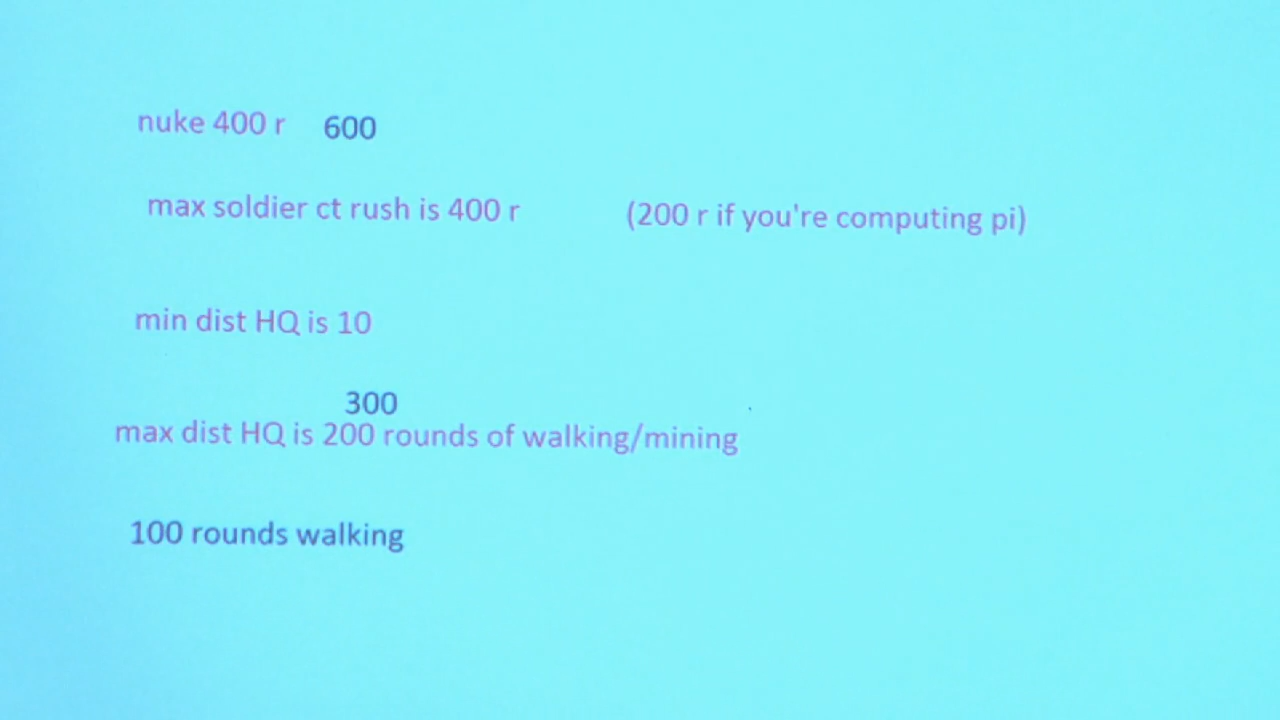 nuke 400 r 600
max soldier ct rush is 400 r (200 r if you're computing pi)
min dist HQ is 10
300
max dist HQ is 200 rounds of walking/mining
100 rounds walking